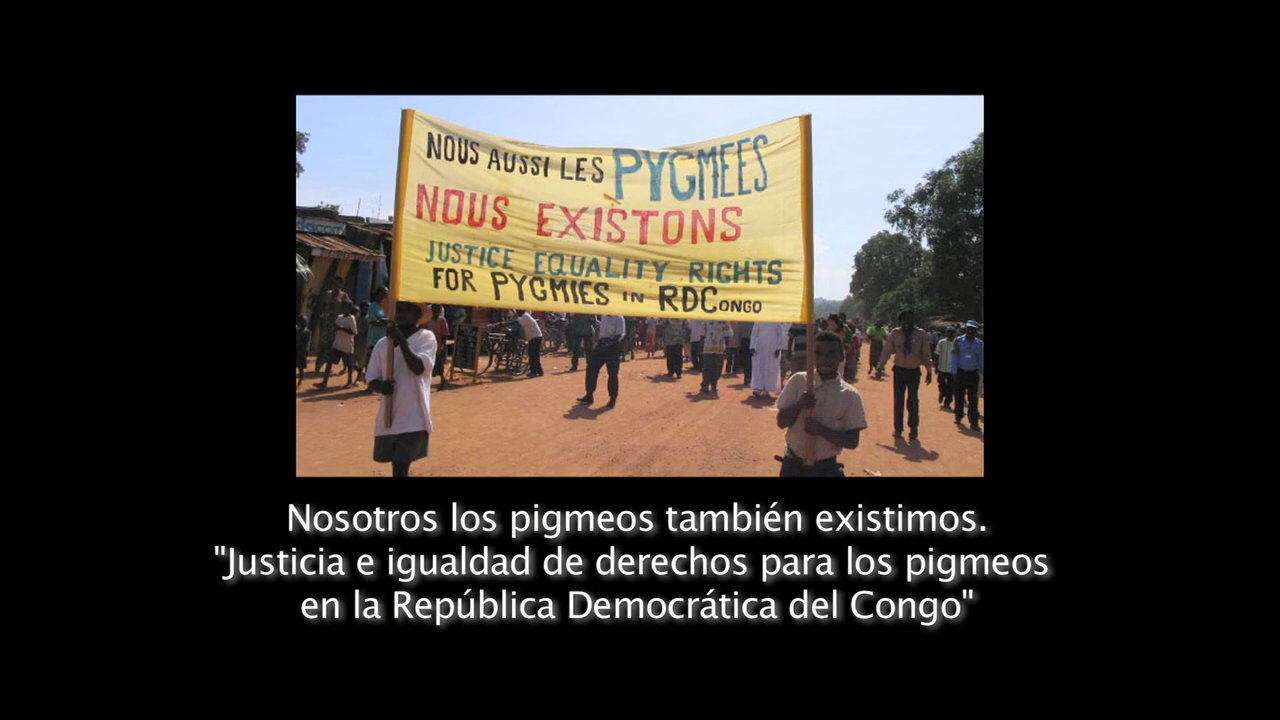 NOUS AUSSI LES PYGMEES
NOUS EXISTONS
JUSTICE EQUALITY RIGHTS
FOR PYGMIES IN RDCONGO
Nosotros los pigmeos también existimos.
"Justicia e igualdad de derechos para los pigmeos
en la República Democrática del Congo"